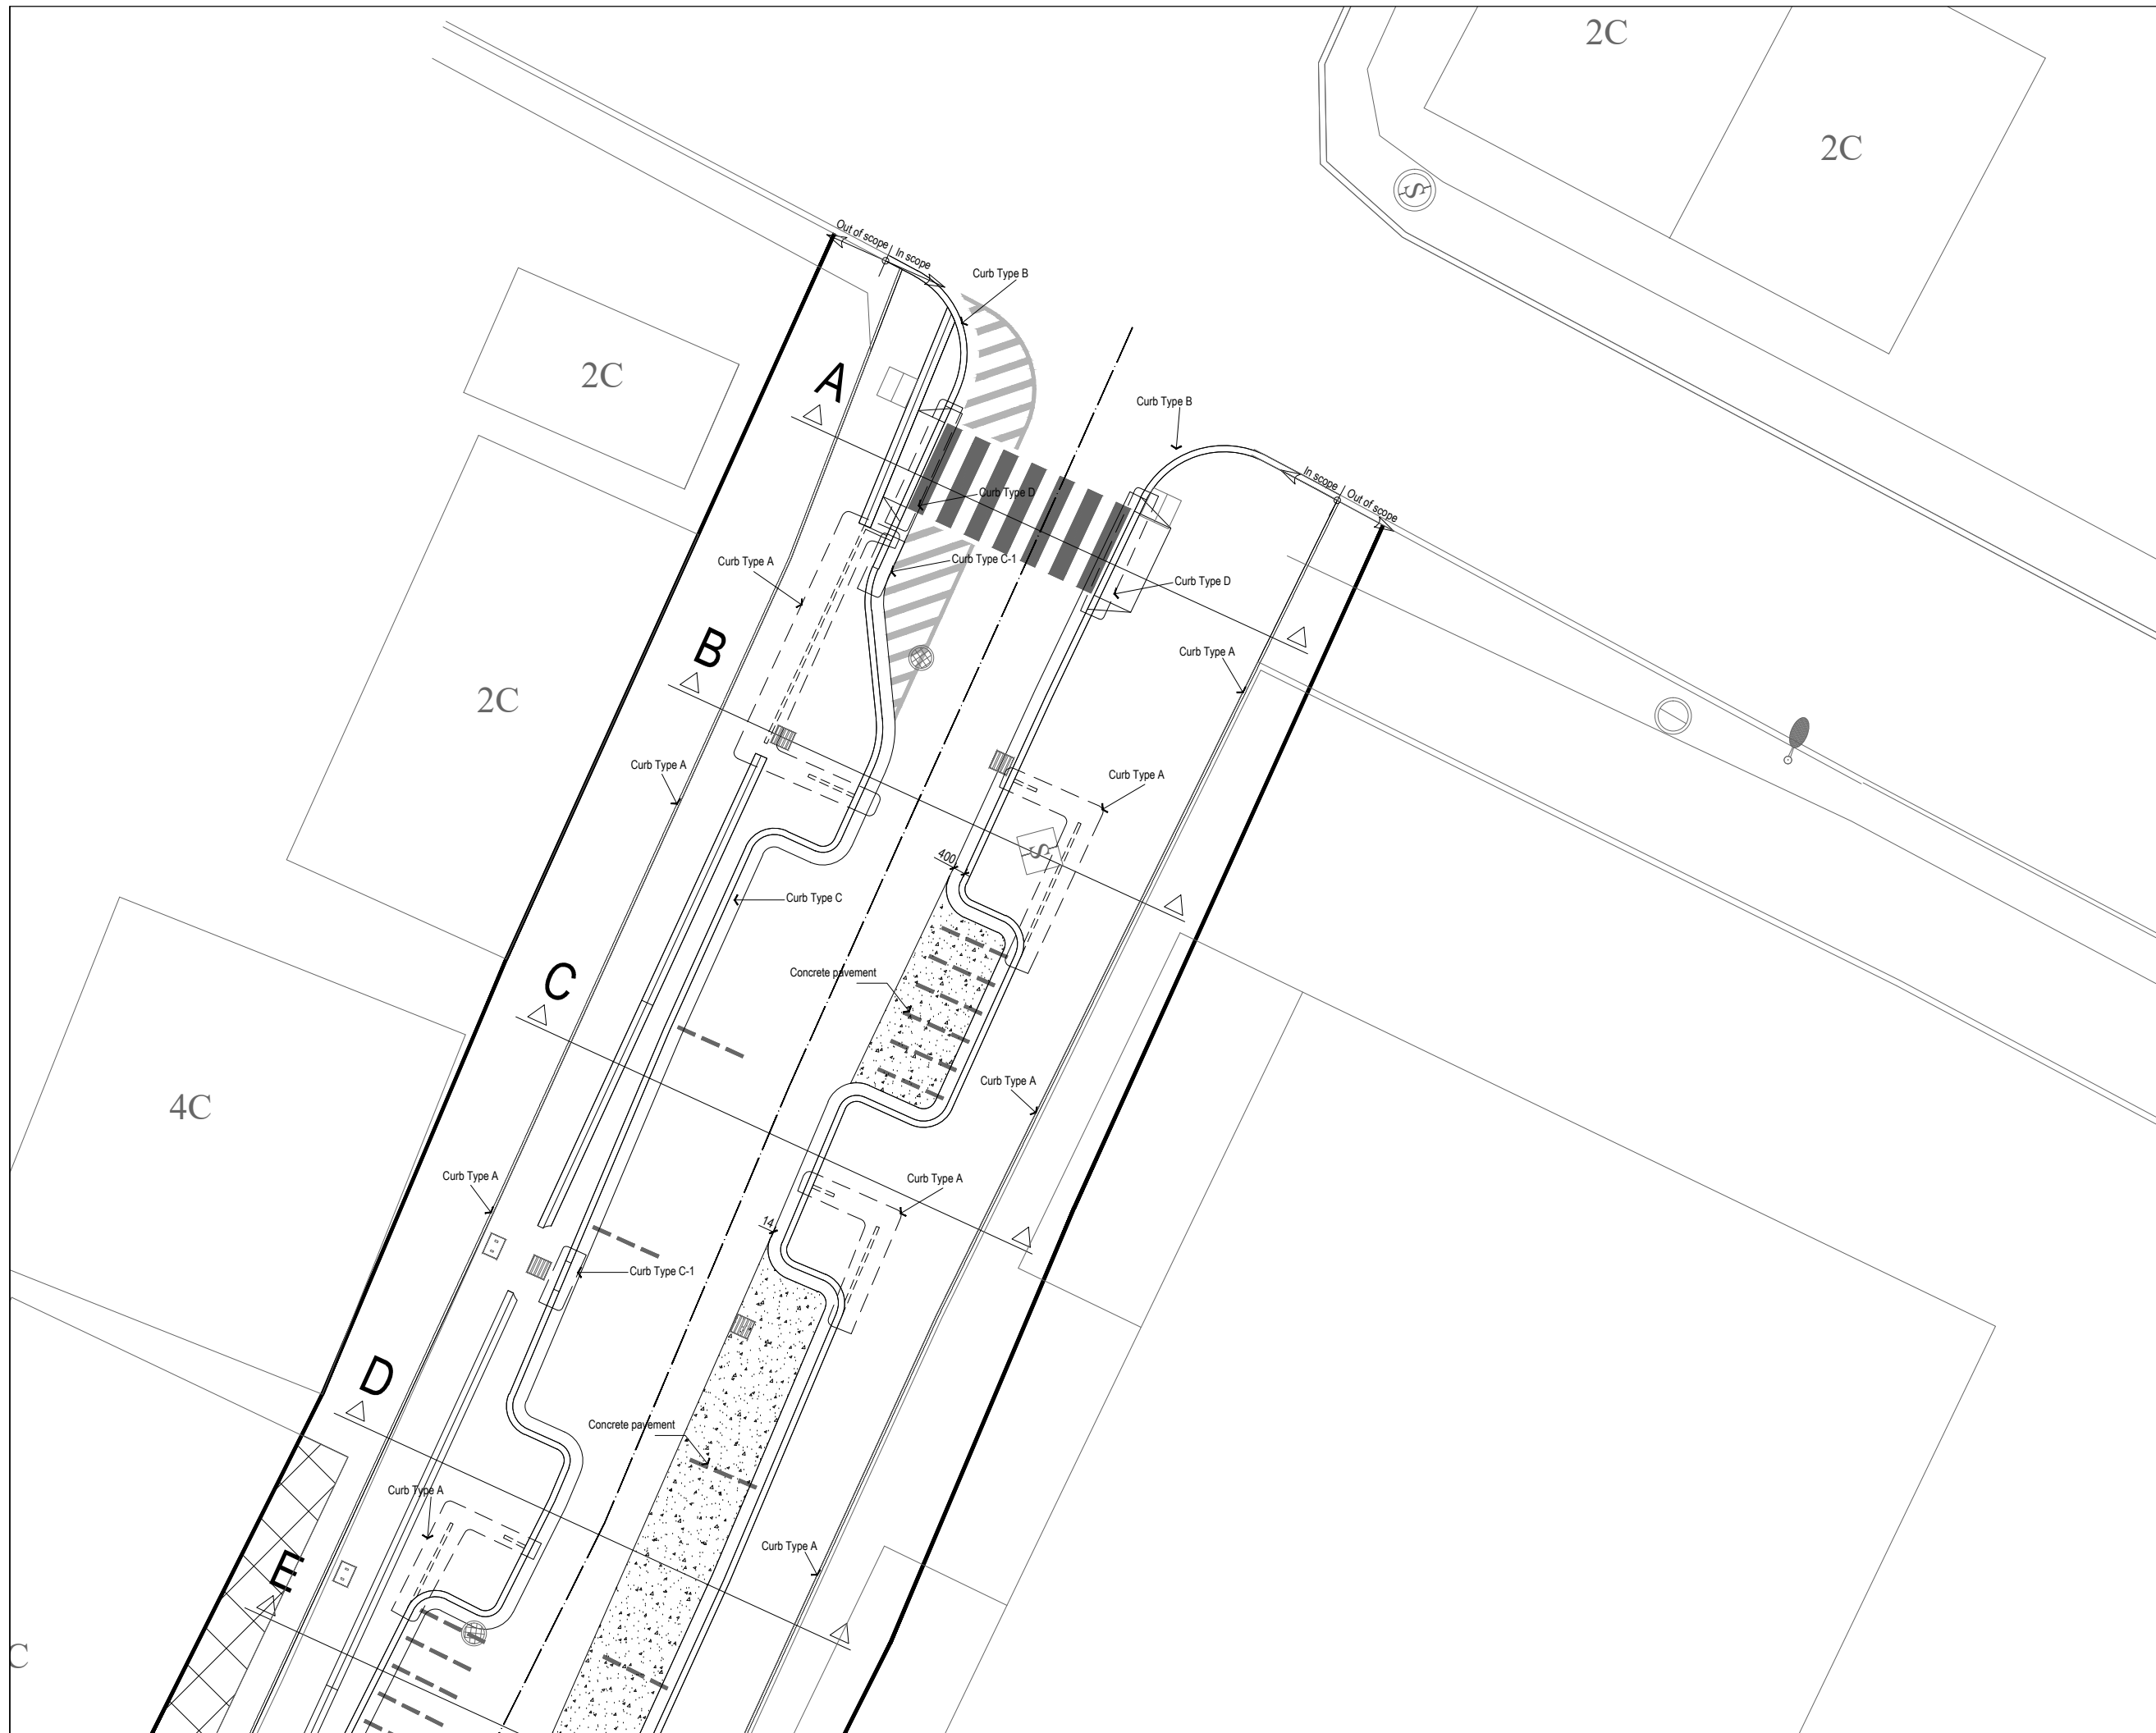 2C
2C
Out of scope
In scope
Curb Type B
2C
A
Curb Type B
In scope
Out of scope
Curb Type D
Curb Type A
Curb Type C-1
Curb Type D
B
Curb Type A
2C
Curb Type A
Curb Type A
400
Curb Type C
C
Concrete pavement
4C
Curb Type A
Curb Type A
Curb Type A
14
Curb Type C-1
D
Concrete pavement
Curb Type A
Curb Type A
E
C
S
S